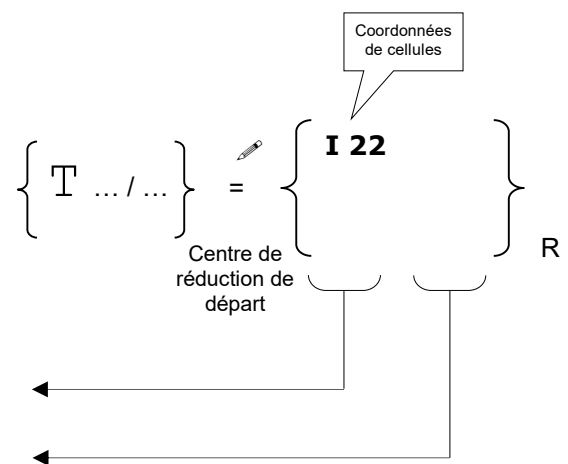 Coordonnées
de cellules
I 22
𝕋 ... / ...
=
R
Centre de
réduction de
départ